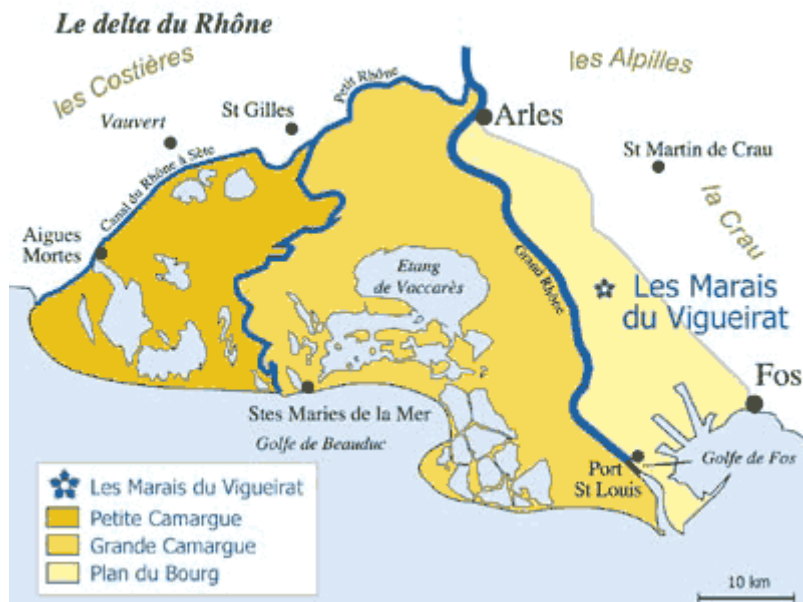 Le delta du Rhône
les Costières
les Alpilles
Petit Rhône
Vauvert
St Gilles
Arles
St Martin de Crau
Canal du Rhône à Sète
la Crau
Aigues
Mortes
Etang
de Vaccarès
Grand Rhône
Les Marais
du Vigueirat
Fos
Stes Maries de la Mer
Golfe de Beauduc
Golfe de Fos
Port
St Louis
Les Marais du Vigueirat
Petite Camargue
Grande Camargue
Plan du Bourg
10 km